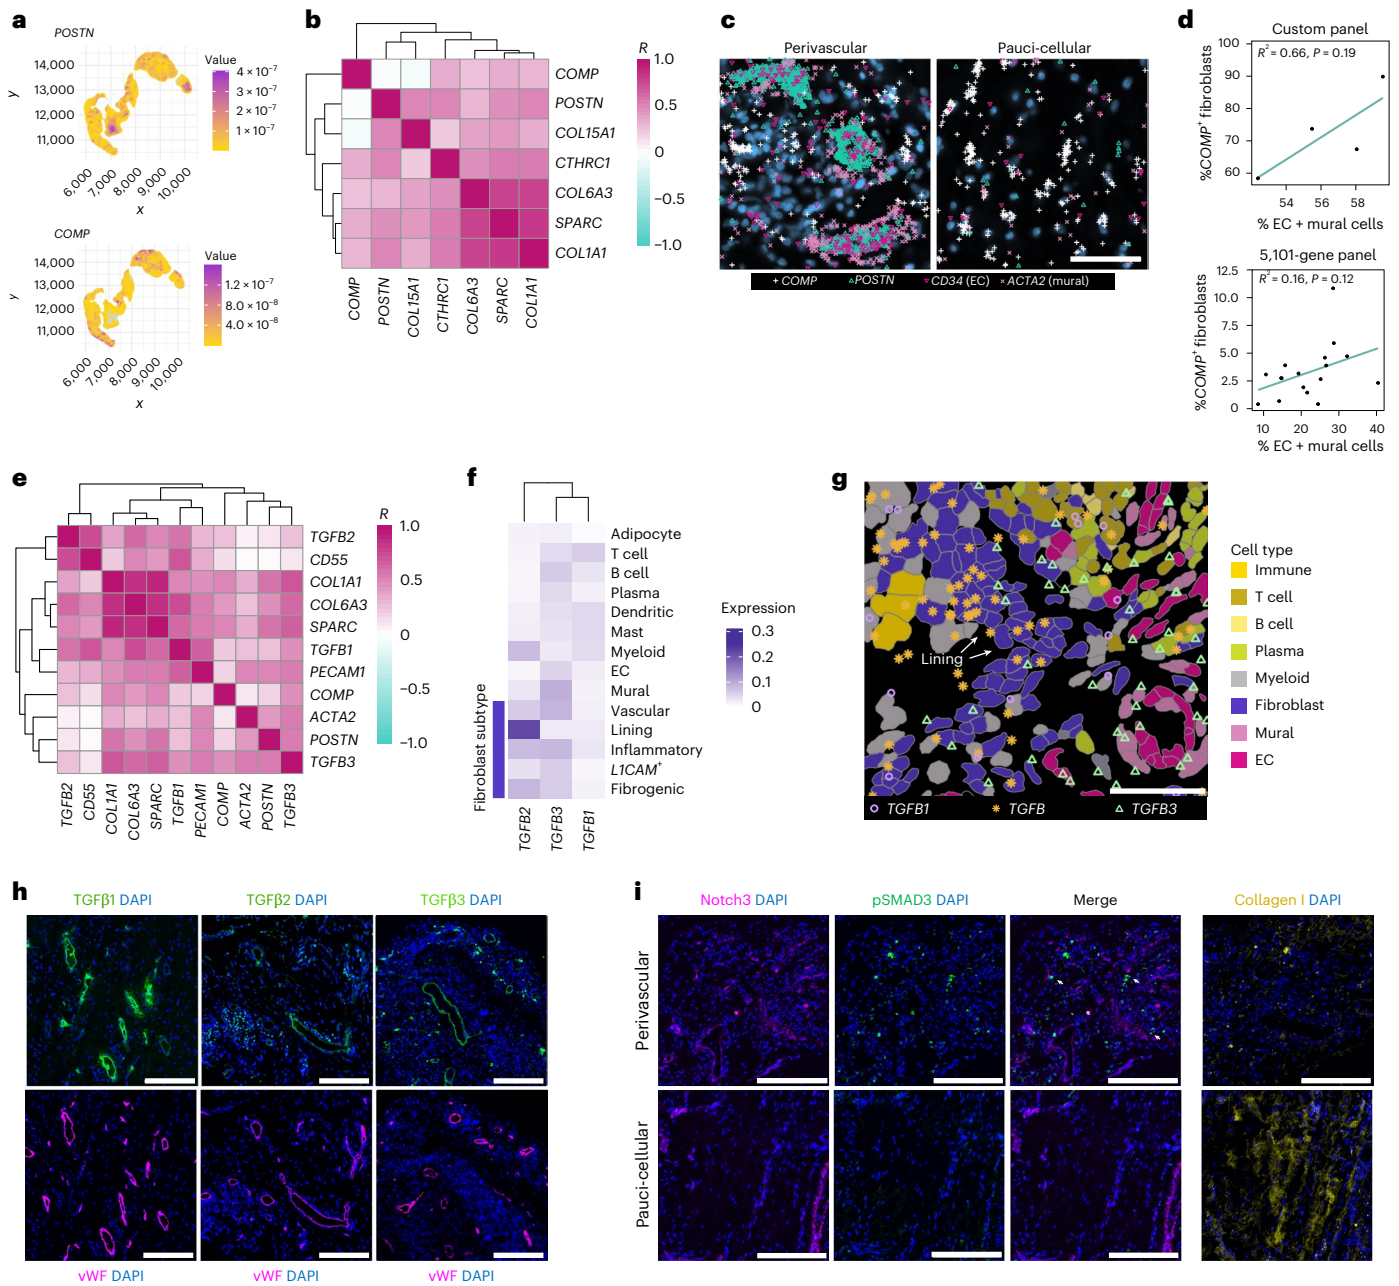 a
POSTN
Value
4 × 10⁻⁷
3 × 10⁻⁷
2 × 10⁻⁷
1 × 10⁻⁷
14,000
13,000
12,000
11,000
y
6,000 7,000 8,000 9,000 10,000
x
COMP
Value
1.2 × 10⁻⁷
8.0 × 10⁻⁸
4.0 × 10⁻⁸
14,000
13,000
12,000
11,000
y
6,000 7,000 8,000 9,000 10,000
x
b
R
1.0
0.5
0
−0.5
−1.0
COMP
POSTN
COL15A1
CTHRC1
COL6A3
SPARC
COL1A1
COMP POSTN COL15A1 CTHRC1 COL6A3 SPARC COL1A1
c
Perivascular Pauci-cellular
+ COMP △ POSTN ▽ CD34 (EC) × ACTA2 (mural)
d
Custom panel
R² = 0.66, P = 0.19
100
90
80
70
60
%COMP⁺ fibroblasts
54 56 58
% EC + mural cells
5,101-gene panel
R² = 0.16, P = 0.12
12.5
10.0
7.5
5.0
2.5
0
%COMP⁺ fibroblasts
10 20 30 40
% EC + mural cells
e
R
1.0
0.5
0
−0.5
−1.0
TGFB2
CD55
COL1A1
COL6A3
SPARC
TGFB1
PECAM1
COMP
ACTA2
POSTN
TGFB3
TGFB2 CD55 COL1A1 COL6A3 SPARC TGFB1 PECAM1 COMP ACTA2 POSTN TGFB3
f
Adipocyte
T cell
B cell
Plasma
Dendritic
Mast
Myeloid
EC
Mural
Vascular
Lining
Inflammatory
L1CAM⁺
Fibrogenic
Fibroblast subtype
TGFB2 TGFB3 TGFB1
Expression
0.3
0.2
0.1
0
g
Lining
TGFB1 TGFB TGFB3
Cell type
Immune
T cell
B cell
Plasma
Myeloid
Fibroblast
Mural
EC
h
TGFβ1 DAPI TGFβ2 DAPI TGFβ3 DAPI
vWF DAPI vWF DAPI vWF DAPI
i
Notch3 DAPI pSMAD3 DAPI Merge Collagen I DAPI
Perivascular
Pauci-cellular